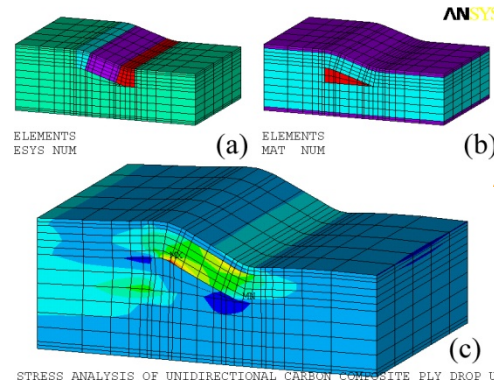 ANSYS
ELEMENTS
ESYS NUM
(a)
ELEMENTS
MAT NUM
(b)
(c)
STRESS ANALYSIS OF UNIDIRECTIONAL CARBON COMPOSITE PLY DROP U